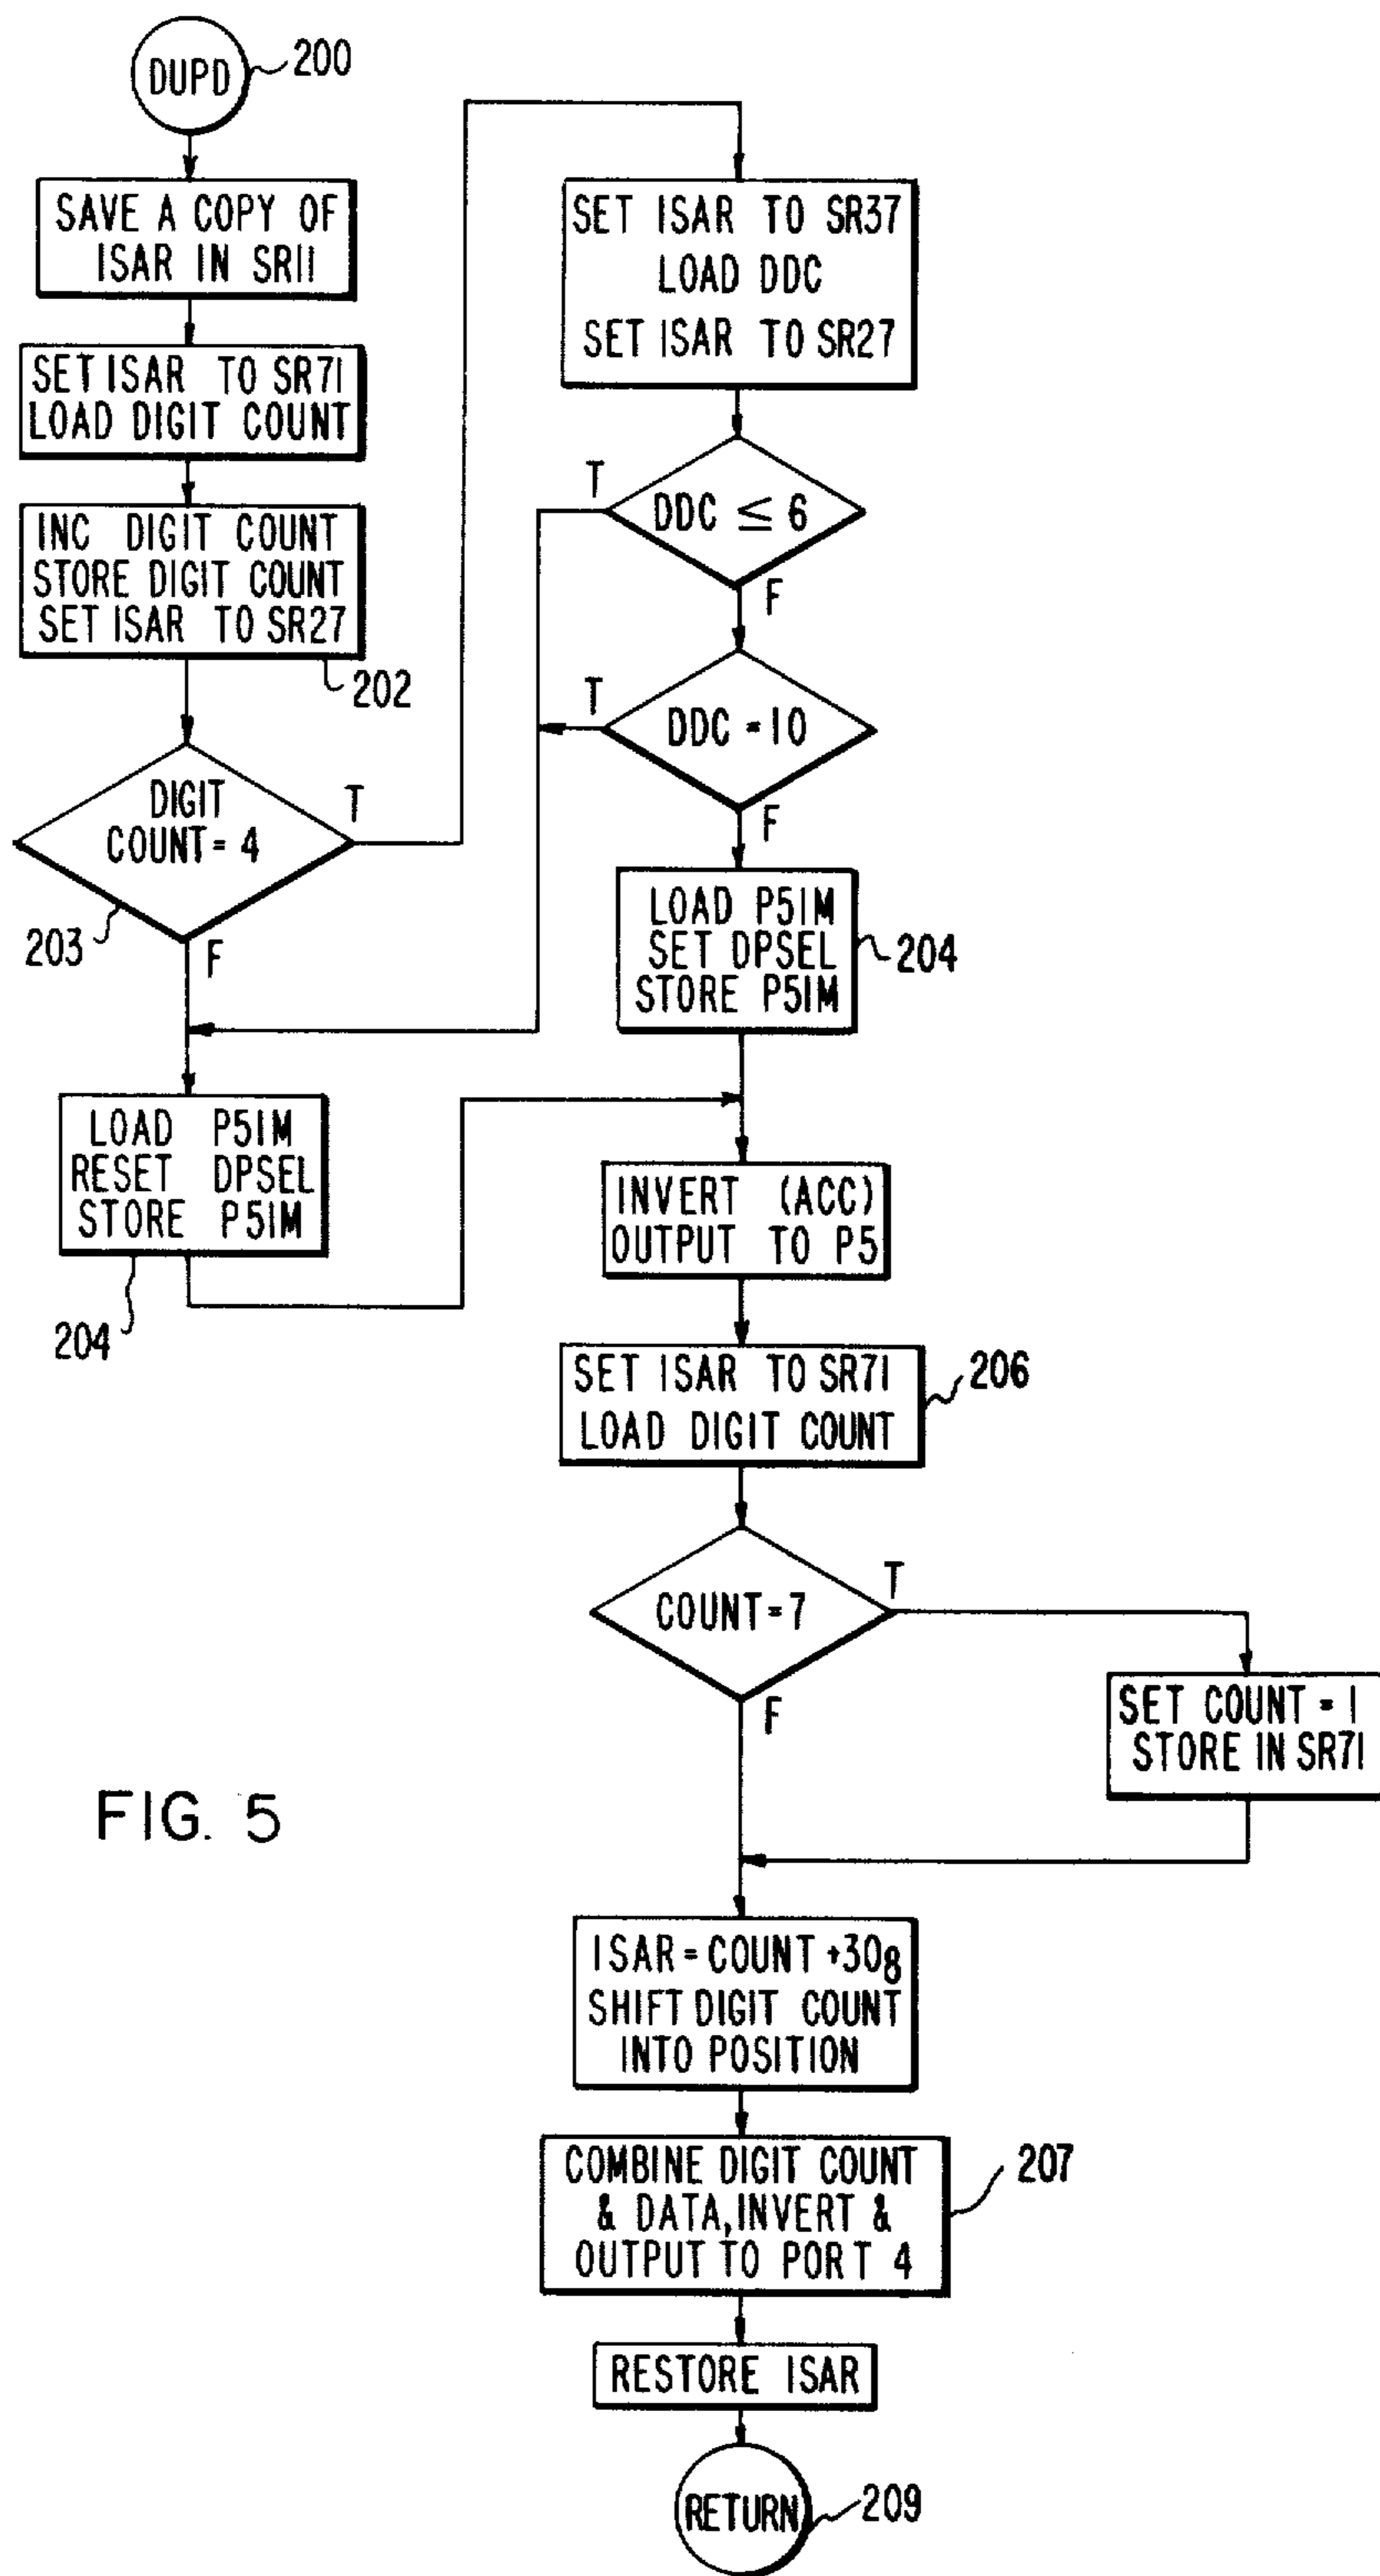 DUPD
200
SAVE A COPY OF
ISAR IN SR11
SET ISAR TO SR71
LOAD DIGIT COUNT
INC DIGIT COUNT
STORE DIGIT COUNT
SET ISAR TO SR27
202
DIGIT
COUNT = 4
T
203
F
LOAD P5IM
RESET DPSEL
STORE P5IM
204
SET ISAR TO SR37
LOAD DDC
SET ISAR TO SR27
T
DDC ≤ 6
F
T
DDC = 10
F
LOAD P5IM
SET DPSEL
STORE P5IM
204
INVERT (ACC)
OUTPUT TO P5
SET ISAR TO SR71
LOAD DIGIT COUNT
206
COUNT = 7
T
F
SET COUNT = 1
STORE IN SR71
FIG. 5
ISAR = COUNT +30₈
SHIFT DIGIT COUNT
INTO POSITION
COMBINE DIGIT COUNT
& DATA, INVERT &
OUTPUT TO PORT 4
207
RESTORE ISAR
RETURN
209